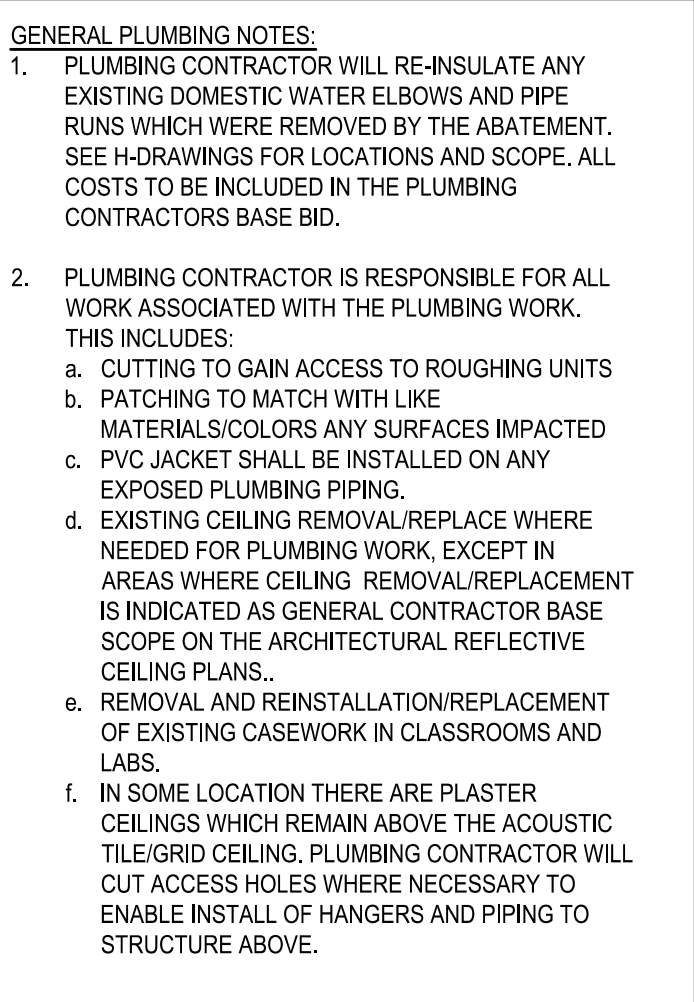 GENERAL PLUMBING NOTES:
1. PLUMBING CONTRACTOR WILL RE-INSULATE ANY
EXISTING DOMESTIC WATER ELBOWS AND PIPE
RUNS WHICH WERE REMOVED BY THE ABATEMENT.
SEE H-DRAWINGS FOR LOCATIONS AND SCOPE. ALL
COSTS TO BE INCLUDED IN THE PLUMBING
CONTRACTORS BASE BID.
2. PLUMBING CONTRACTOR IS RESPONSIBLE FOR ALL
WORK ASSOCIATED WITH THE PLUMBING WORK.
THIS INCLUDES:
a. CUTTING TO GAIN ACCESS TO ROUGHING UNITS
b. PATCHING TO MATCH WITH LIKE
MATERIALS/COLORS ANY SURFACES IMPACTED
c. PVC JACKET SHALL BE INSTALLED ON ANY
EXPOSED PLUMBING PIPING.
d. EXISTING CEILING REMOVAL/REPLACE WHERE
NEEDED FOR PLUMBING WORK, EXCEPT IN
AREAS WHERE CEILING REMOVAL/REPLACEMENT
IS INDICATED AS GENERAL CONTRACTOR BASE
SCOPE ON THE ARCHITECTURAL REFLECTIVE
CEILING PLANS..
e. REMOVAL AND REINSTALLATION/REPLACEMENT
OF EXISTING CASEWORK IN CLASSROOMS AND
LABS.
f. IN SOME LOCATION THERE ARE PLASTER
CEILINGS WHICH REMAIN ABOVE THE ACOUSTIC
TILE/GRID CEILING. PLUMBING CONTRACTOR WILL
CUT ACCESS HOLES WHERE NECESSARY TO
ENABLE INSTALL OF HANGERS AND PIPING TO
STRUCTURE ABOVE.